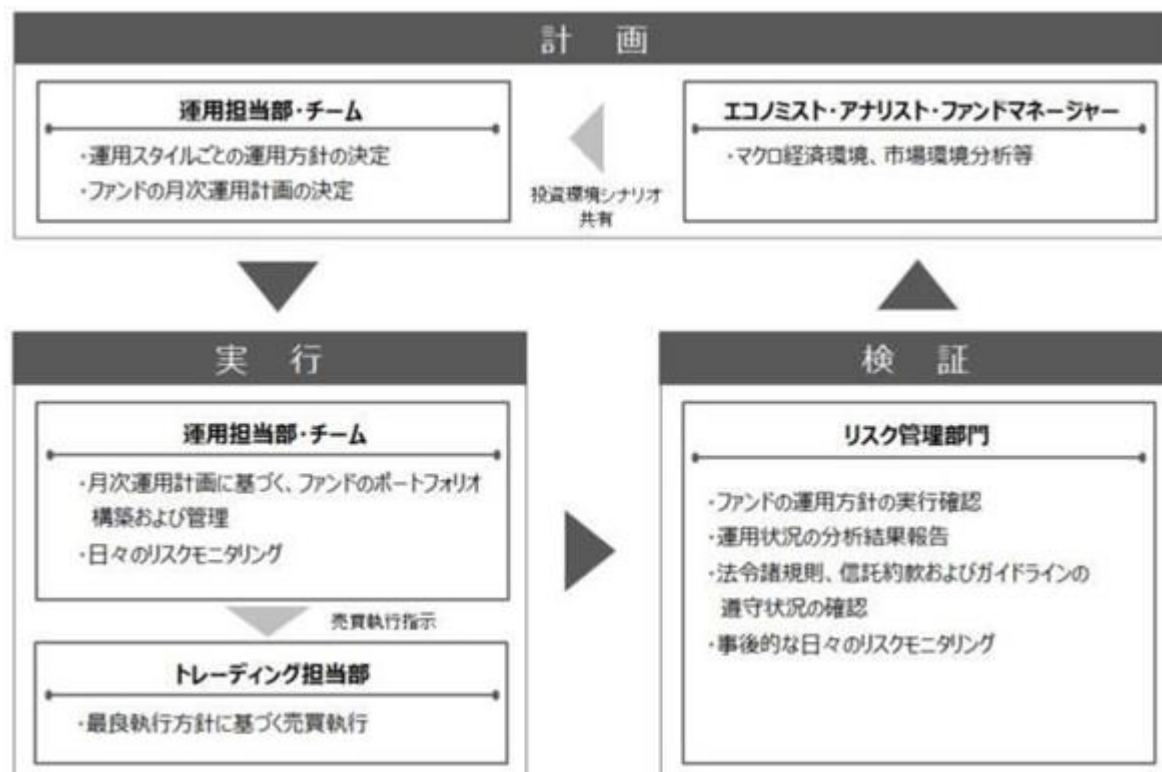 計画
運用担当部・チーム
・運用スタイルごとの運用方針の決定
・ファンドの月次運用計画の決定
投資環境シナリオ
共有
エコノミスト・アナリスト・ファンドマネージャー
・マクロ経済環境、市場環境分析等
実行
運用担当部・チーム
・月次運用計画に基づく、ファンドのポートフォリオ
構築および管理
・日々のリスクモニタリング
売買執行指示
トレーディング担当部
・最良執行方針に基づく売買執行
検証
リスク管理部門
・ファンドの運用方針の実行確認
・運用状況の分析結果報告
・法令諸規則、信託約款およびガイドラインの
遵守状況の確認
・事後的な日々のリスクモニタリング